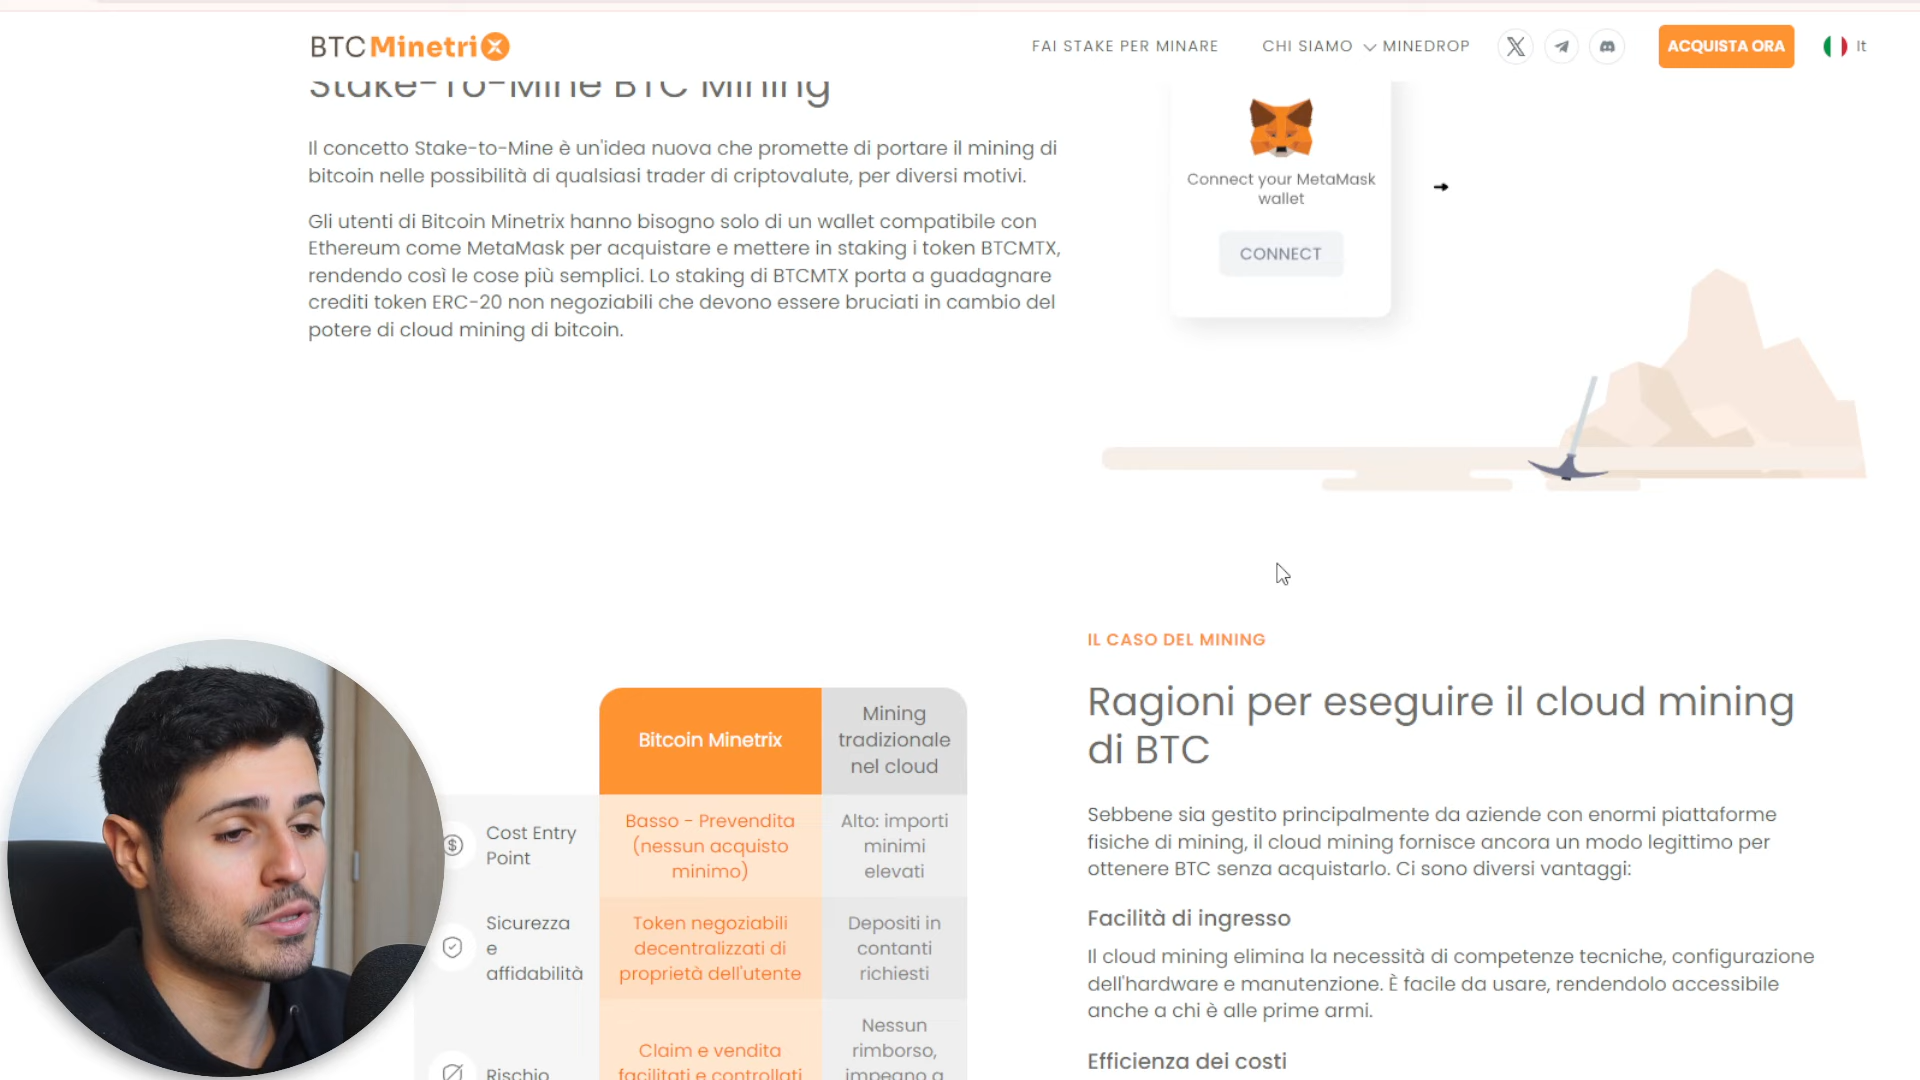 BTC Minetrix
FAI STAKE PER MINARE
CHI SIAMO
MINEDROP
ACQUISTA ORA
It
Stake-To-Mine BTC Mining
Il concetto Stake-to-Mine è un'idea nuova che promette di portare il mining di
bitcoin nelle possibilità di qualsiasi trader di criptovalute, per diversi motivi.
Gli utenti di Bitcoin Minetrix hanno bisogno solo di un wallet compatibile con
Ethereum come MetaMask per acquistare e mettere in staking i token BTCMTX,
rendendo così le cose più semplici. Lo staking di BTCMTX porta a guadagnare
crediti token ERC-20 non negoziabili che devono essere bruciati in cambio del
potere di cloud mining di bitcoin.
Connect your MetaMask
wallet
CONNECT
Bitcoin Minetrix
Mining
tradizionale
nel cloud
Cost Entry
Point
Basso - Prevendita
(nessun acquisto
minimo)
Alto: importi
minimi
elevati
Sicurezza
e
affidabilità
Token negoziabili
decentralizzati di
proprietà dell'utente
Depositi in
contanti
richiesti
Rischio
Claim e vendita
facilitati e controllati
Nessun
rimborso,
impegno a
IL CASO DEL MINING
Ragioni per eseguire il cloud mining
di BTC
Sebbene sia gestito principalmente da aziende con enormi piattaforme
fisiche di mining, il cloud mining fornisce ancora un modo legittimo per
ottenere BTC senza acquistarlo. Ci sono diversi vantaggi:
Facilità di ingresso
Il cloud mining elimina la necessità di competenze tecniche, configurazione
dell'hardware e manutenzione. È facile da usare, rendendolo accessibile
anche a chi è alle prime armi.
Efficienza dei costi